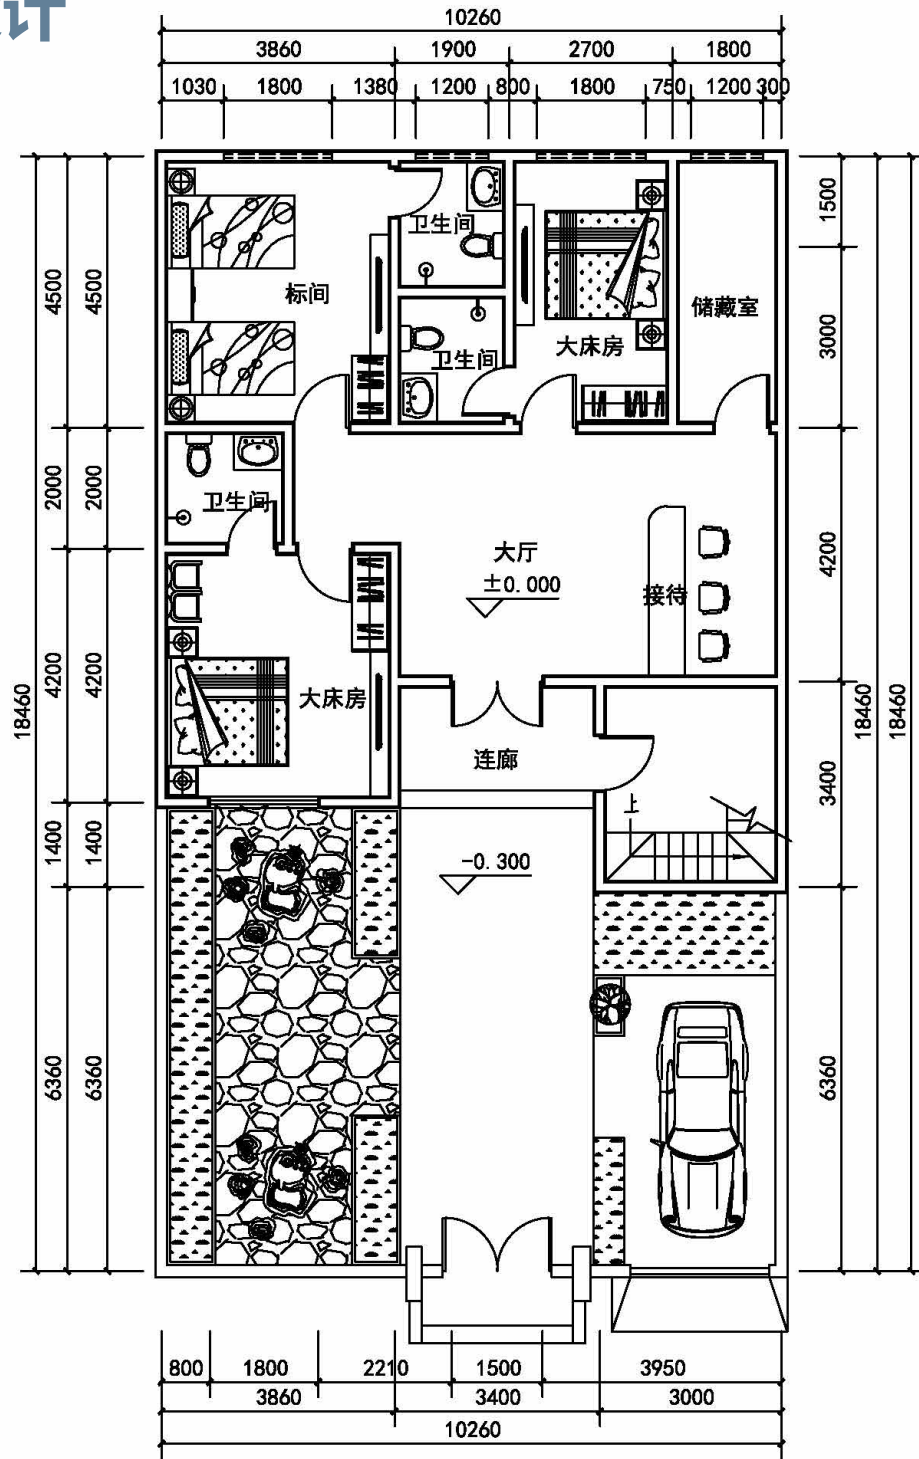 计
10260
3860 1900 2700 1800
1030 1800 1380 1200 800 1800 750 1200 300
1500
卫生间
4500 4500 标间 储藏室 3000
卫生间 大床房
2000 2000 卫生间
大厅 4200
±0.000
接待
18460 4200 4200 大床房 18460 18460
连廊 3400
上
1400 1400 -0.300
6360 6360 6360
800 1800 2210 1500 3950
3860 3400 3000
10260